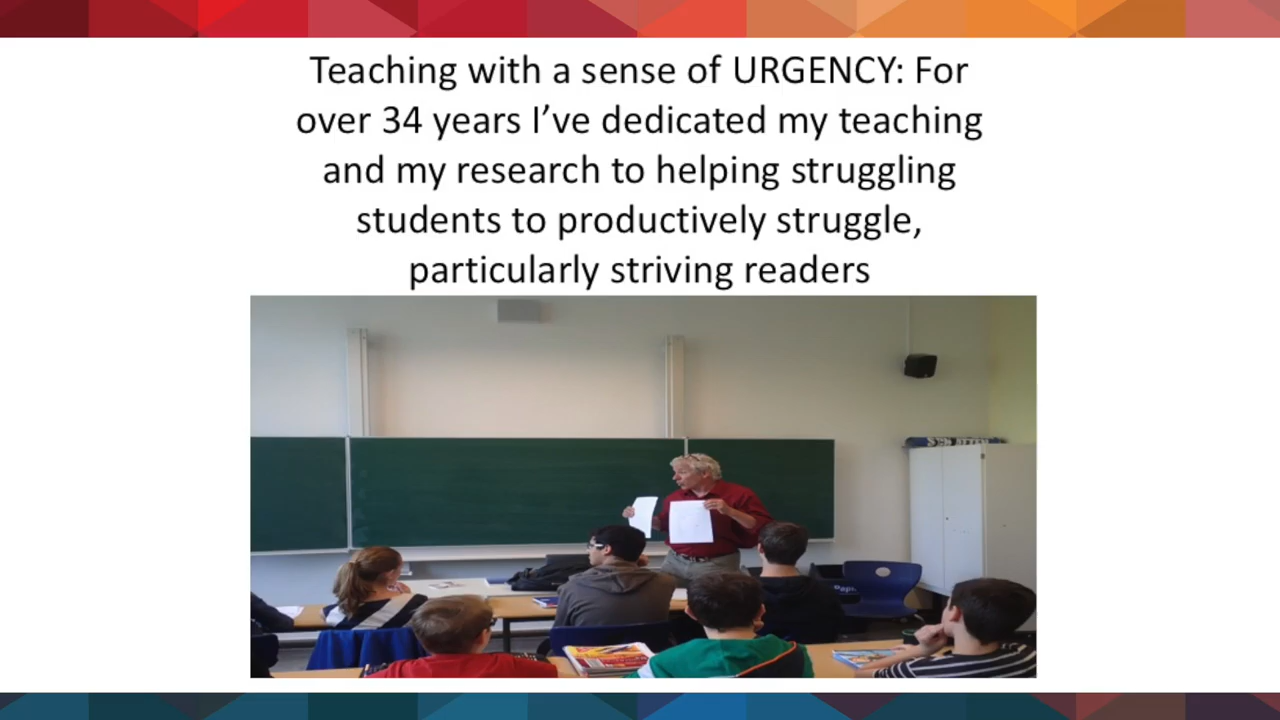 Teaching with a sense of URGENCY: For
over 34 years I’ve dedicated my teaching
and my research to helping struggling
students to productively struggle,
particularly striving readers